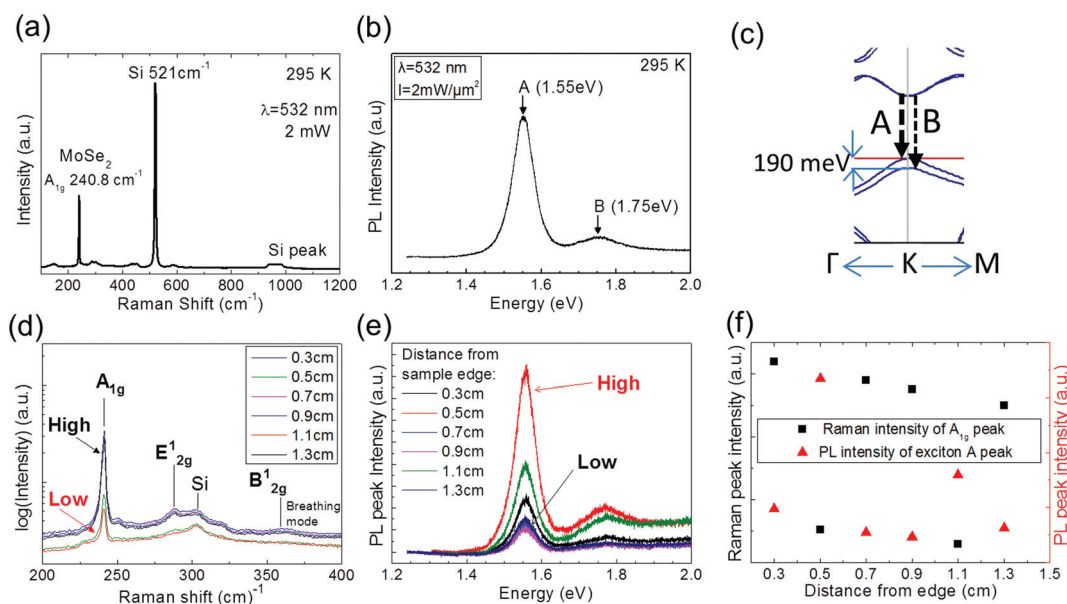 (a)
Si 521cm⁻¹
295 K
λ=532 nm
2 mW
MoSe₂
A₁g 240.8 cm⁻¹
Si peak
Intensity (a.u.)
200 400 600 800 1000 1200
Raman Shift (cm⁻¹)
(b)
λ=532 nm
I=2mW/μm²
295 K
A (1.55eV)
B (1.75eV)
PL Intensity (a.u)
1.2 1.4 1.6 1.8 2.0
Energy (eV)
(c)
A
B
190 meV
Γ
K
M
(d)
A₁g
High
Low
E¹₂g
Si
B¹₂g
Breathing
mode
0.3cm
0.5cm
0.7cm
0.9cm
1.1cm
1.3cm
log(Intensity) (a.u.)
200 250 300 350 400
Raman shift (cm⁻¹)
(e)
Distance from
sample edge:
0.3cm
0.5cm
0.7cm
0.9cm
1.1cm
1.3cm
High
Low
PL peak intensity (a.u.)
1.2 1.4 1.6 1.8 2.0
Energy (eV)
(f)
Raman intensity of A₁g peak
PL intensity of exciton A peak
Raman peak intensity (a.u.)
PL peak intensity (a.u.)
0.3 0.5 0.7 0.9 1.1 1.3 1.5
Distance from edge (cm)